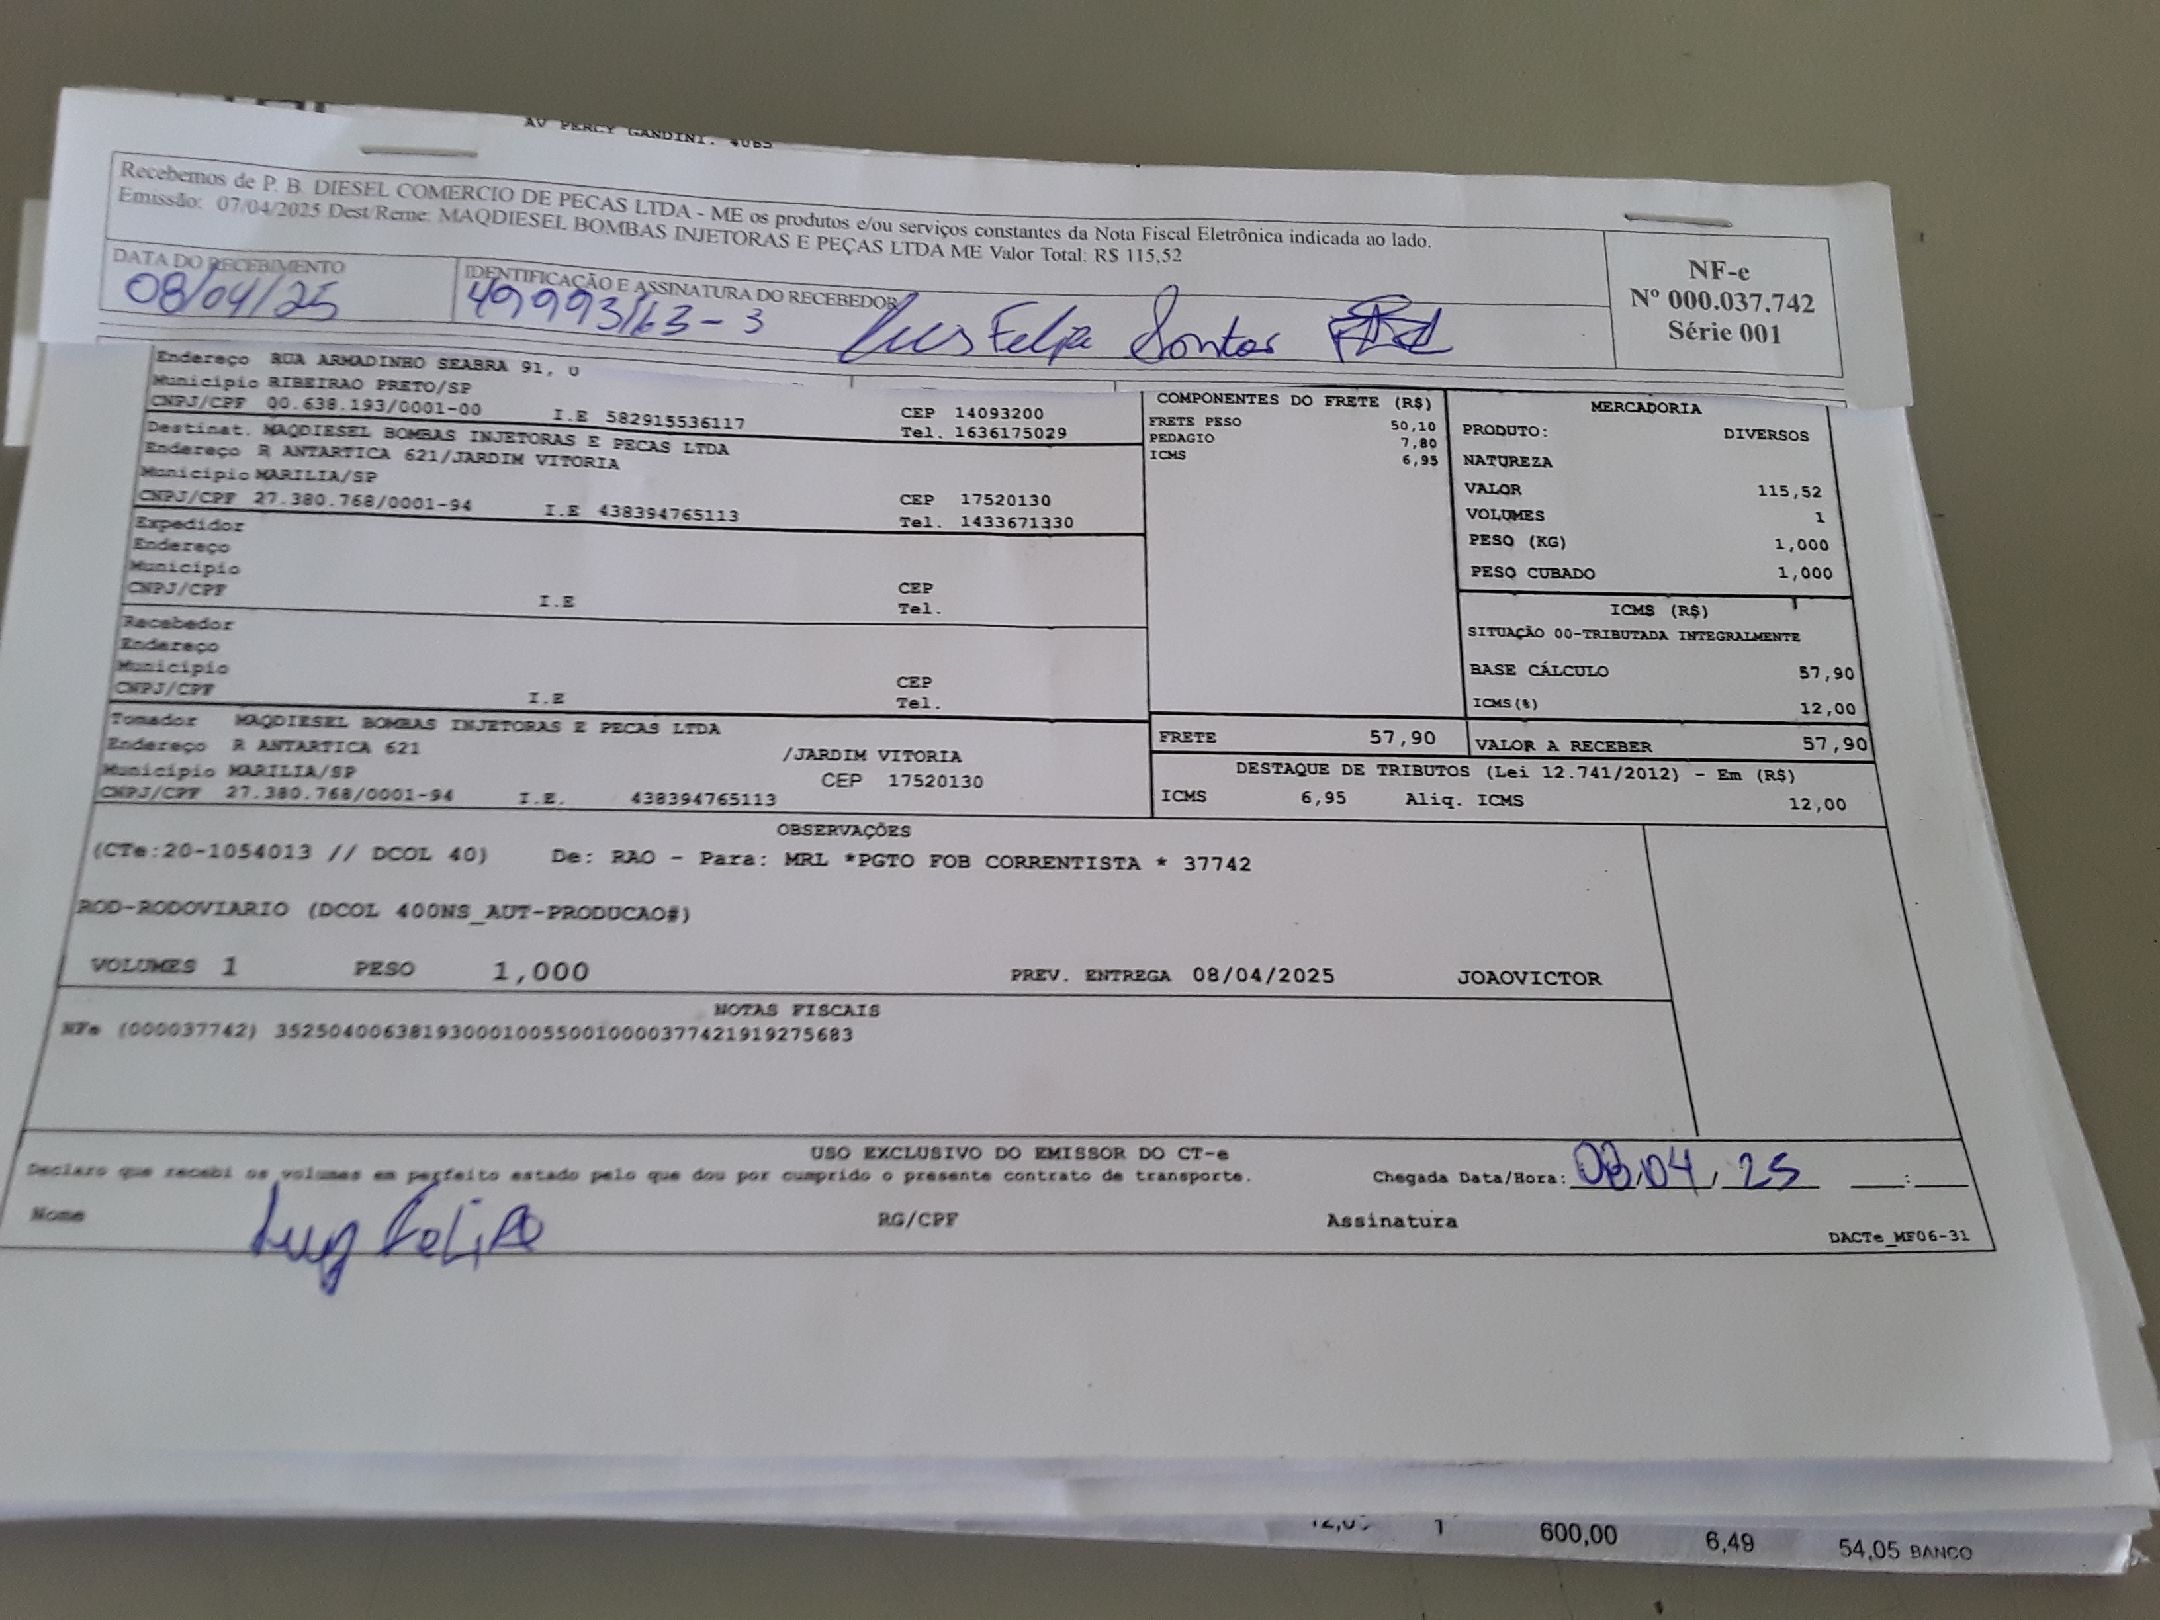 AV PERCY GANDINI, 4085
Recebemos de P. B. DIESEL COMERCIO DE PECAS LTDA - ME os produtos e/ou serviços constantes da Nota Fiscal Eletrônica indicada ao lado.
Emissão: 07/04/2025 Dest/Reme: MAQDIESEL BOMBAS INJETORAS E PEÇAS LTDA ME Valor Total: R$ 115,52
DATA DO RECEBIMENTO
08/04/25
IDENTIFICAÇÃO E ASSINATURA DO RECEBEDOR
49993163-3 Luis Felipe Santos
NF-e
Nº 000.037.742
Série 001
Endereço RUA ARMADINHO SEABRA 91, 0
Município RIBEIRAO PRETO/SP
CNPJ/CPF 00.638.193/0001-00 I.E 582915536117 CEP 14093200
Tel. 1636175029
Destinat. MAQDIESEL BOMBAS INJETORAS E PECAS LTDA
Endereço R ANTARTICA 621/JARDIM VITORIA
Município MARILIA/SP
CNPJ/CPF 27.380.768/0001-94 I.E 438394765113 CEP 17520130
Tel. 1433671330
Expedidor
Endereço
Município
CNPJ/CPF I.E CEP
Tel.
Recebedor
Endereço
Município
CNPJ/CPF I.E CEP
Tel.
Tomador MAQDIESEL BOMBAS INJETORAS E PECAS LTDA
Endereço R ANTARTICA 621 /JARDIM VITORIA
Município MARILIA/SP CEP 17520130
CNPJ/CPF 27.380.768/0001-94 I.E. 438394765113
COMPONENTES DO FRETE (R$)
FRETE PESO 50,10
PEDAGIO 7,80
ICMS 6,95
MERCADORIA
PRODUTO: DIVERSOS
NATUREZA
VALOR 115,52
VOLUMES 1
PESO (KG) 1,000
PESO CUBADO 1,000
ICMS (R$)
SITUAÇÃO 00-TRIBUTADA INTEGRALMENTE
BASE CÁLCULO 57,90
ICMS(%) 12,00
FRETE 57,90 VALOR A RECEBER 57,90
DESTAQUE DE TRIBUTOS (Lei 12.741/2012) - Em (R$)
ICMS 6,95 Aliq. ICMS 12,00
OBSERVAÇÕES
(CTe:20-1054013 // DCOL 40) De: RAO - Para: MRL *PGTO FOB CORRENTISTA * 37742
ROD-RODOVIARIO (DCOL 400NS_AUT-PRODUCAO#)
VOLUMES 1 PESO 1,000 PREV. ENTREGA 08/04/2025 JOAOVICTOR
NOTAS FISCAIS
NFe (000037742) 35250400638193000100550010000377421919275683
USO EXCLUSIVO DO EMISSOR DO CT-e
Declaro que recebi os volumes em perfeito estado pelo que dou por cumprido o presente contrato de transporte. Chegada Data/Hora: 08/04/25 :
Nome Luiz Felipe RG/CPF Assinatura
DACTe_MF06-31
1 600,00 6,49 54,05 BANCO